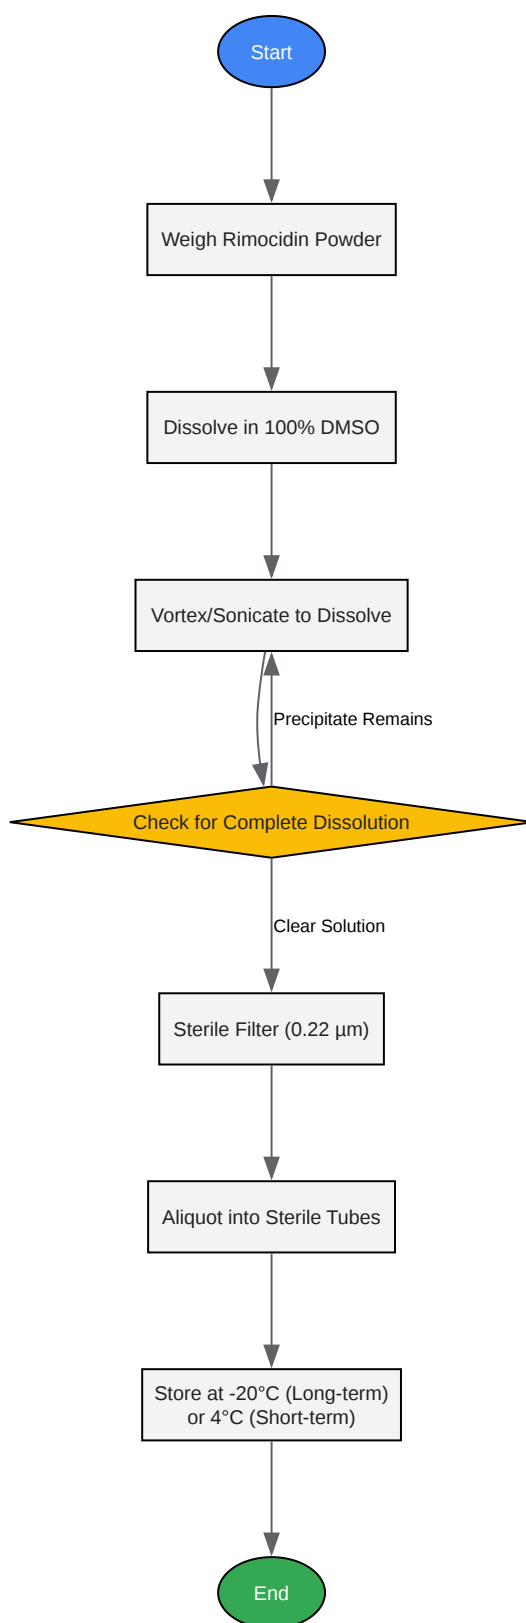 Start
Weigh Rimocidin Powder
Dissolve in 100% DMSO
Vortex/Sonicate to Dissolve
Precipitate Remains
Check for Complete Dissolution
Clear Solution
Sterile Filter (0.22 µm)
Aliquot into Sterile Tubes
Store at -20°C (Long-term)
or 4°C (Short-term)
End